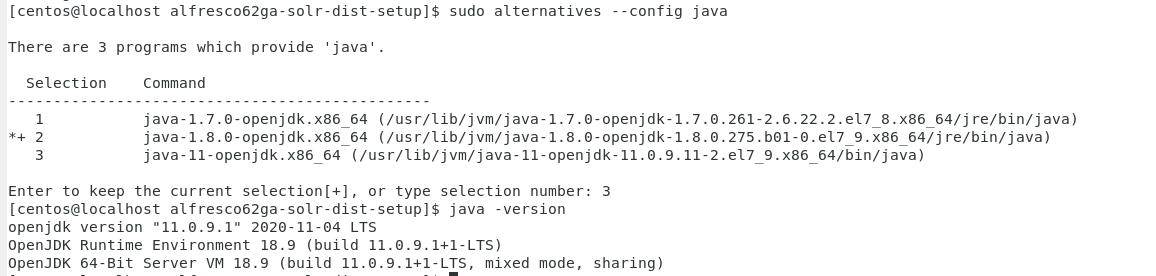 [centos@localhost alfresco62ga-solr-dist-setup]$ sudo alternatives --config java
There are 3 programs which provide 'java'.
  Selection    Command
-----------------------------------------------
   1           java-1.7.0-openjdk.x86_64 (/usr/lib/jvm/java-1.7.0-openjdk-1.7.0.261-2.6.22.2.el7_8.x86_64/jre/bin/java)
*+ 2           java-1.8.0-openjdk.x86_64 (/usr/lib/jvm/java-1.8.0-openjdk-1.8.0.275.b01-0.el7_9.x86_64/jre/bin/java)
   3           java-11-openjdk.x86_64 (/usr/lib/jvm/java-11-openjdk-11.0.9.11-2.el7_9.x86_64/bin/java)
Enter to keep the current selection[+], or type selection number: 3
[centos@localhost alfresco62ga-solr-dist-setup]$ java -version
openjdk version "11.0.9.1" 2020-11-04 LTS
OpenJDK Runtime Environment 18.9 (build 11.0.9.1+1-LTS)
OpenJDK 64-Bit Server VM 18.9 (build 11.0.9.1+1-LTS, mixed mode, sharing)